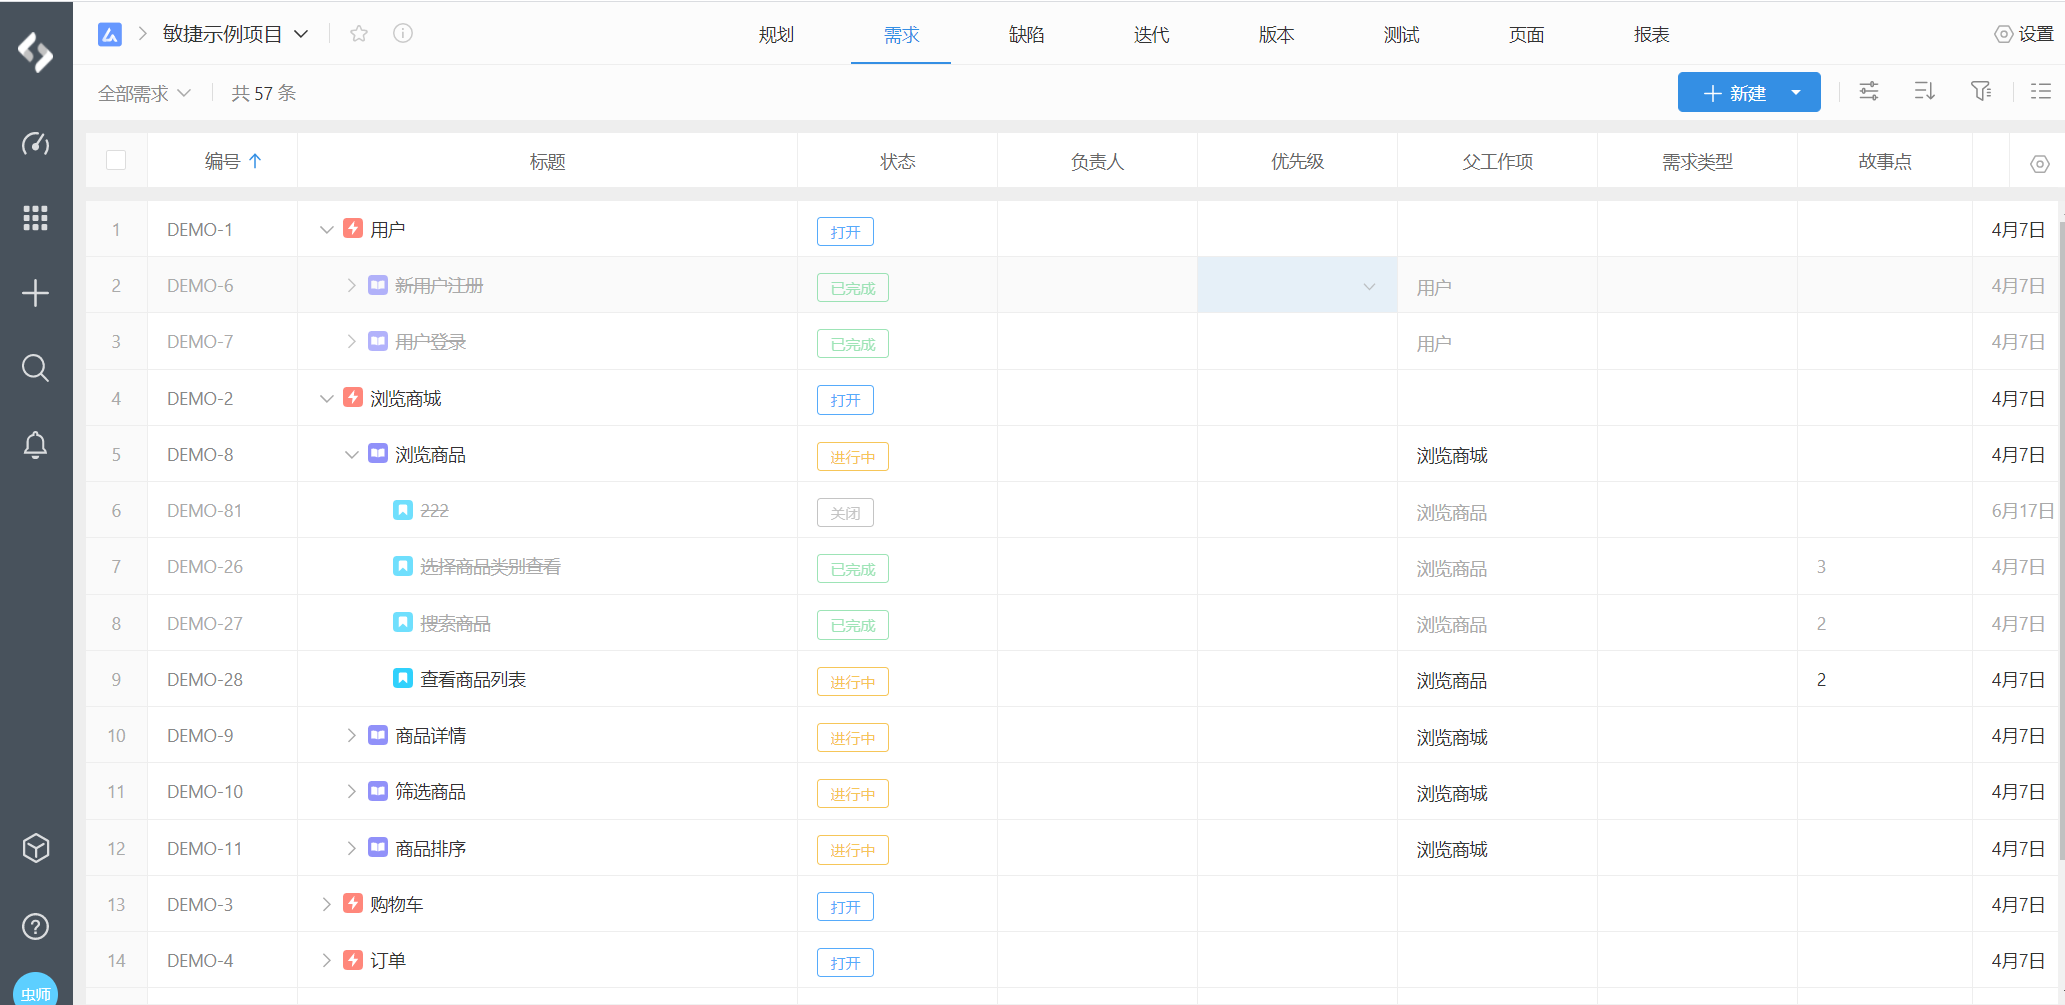 敏捷示例项目
规划 需求 缺陷 迭代 版本 测试 页面 报表 设置
全部需求 共 57 条 新建
编号 标题 状态 负责人 优先级 父工作项 需求类型 故事点
1 DEMO-1 用户 打开 4月7日
2 DEMO-6 新用户注册 已完成 用户 4月7日
3 DEMO-7 用户登录 已完成 用户 4月7日
4 DEMO-2 浏览商城 打开 4月7日
5 DEMO-8 浏览商品 进行中 浏览商城 4月7日
6 DEMO-81 222 关闭 浏览商品 6月17日
7 DEMO-26 选择商品类别查看 已完成 浏览商品 3 4月7日
8 DEMO-27 搜索商品 已完成 浏览商品 2 4月7日
9 DEMO-28 查看商品列表 进行中 浏览商品 2 4月7日
10 DEMO-9 商品详情 进行中 浏览商城 4月7日
11 DEMO-10 筛选商品 进行中 浏览商城 4月7日
12 DEMO-11 商品排序 进行中 浏览商城 4月7日
13 DEMO-3 购物车 打开 4月7日
14 DEMO-4 订单 打开 4月7日
虫师